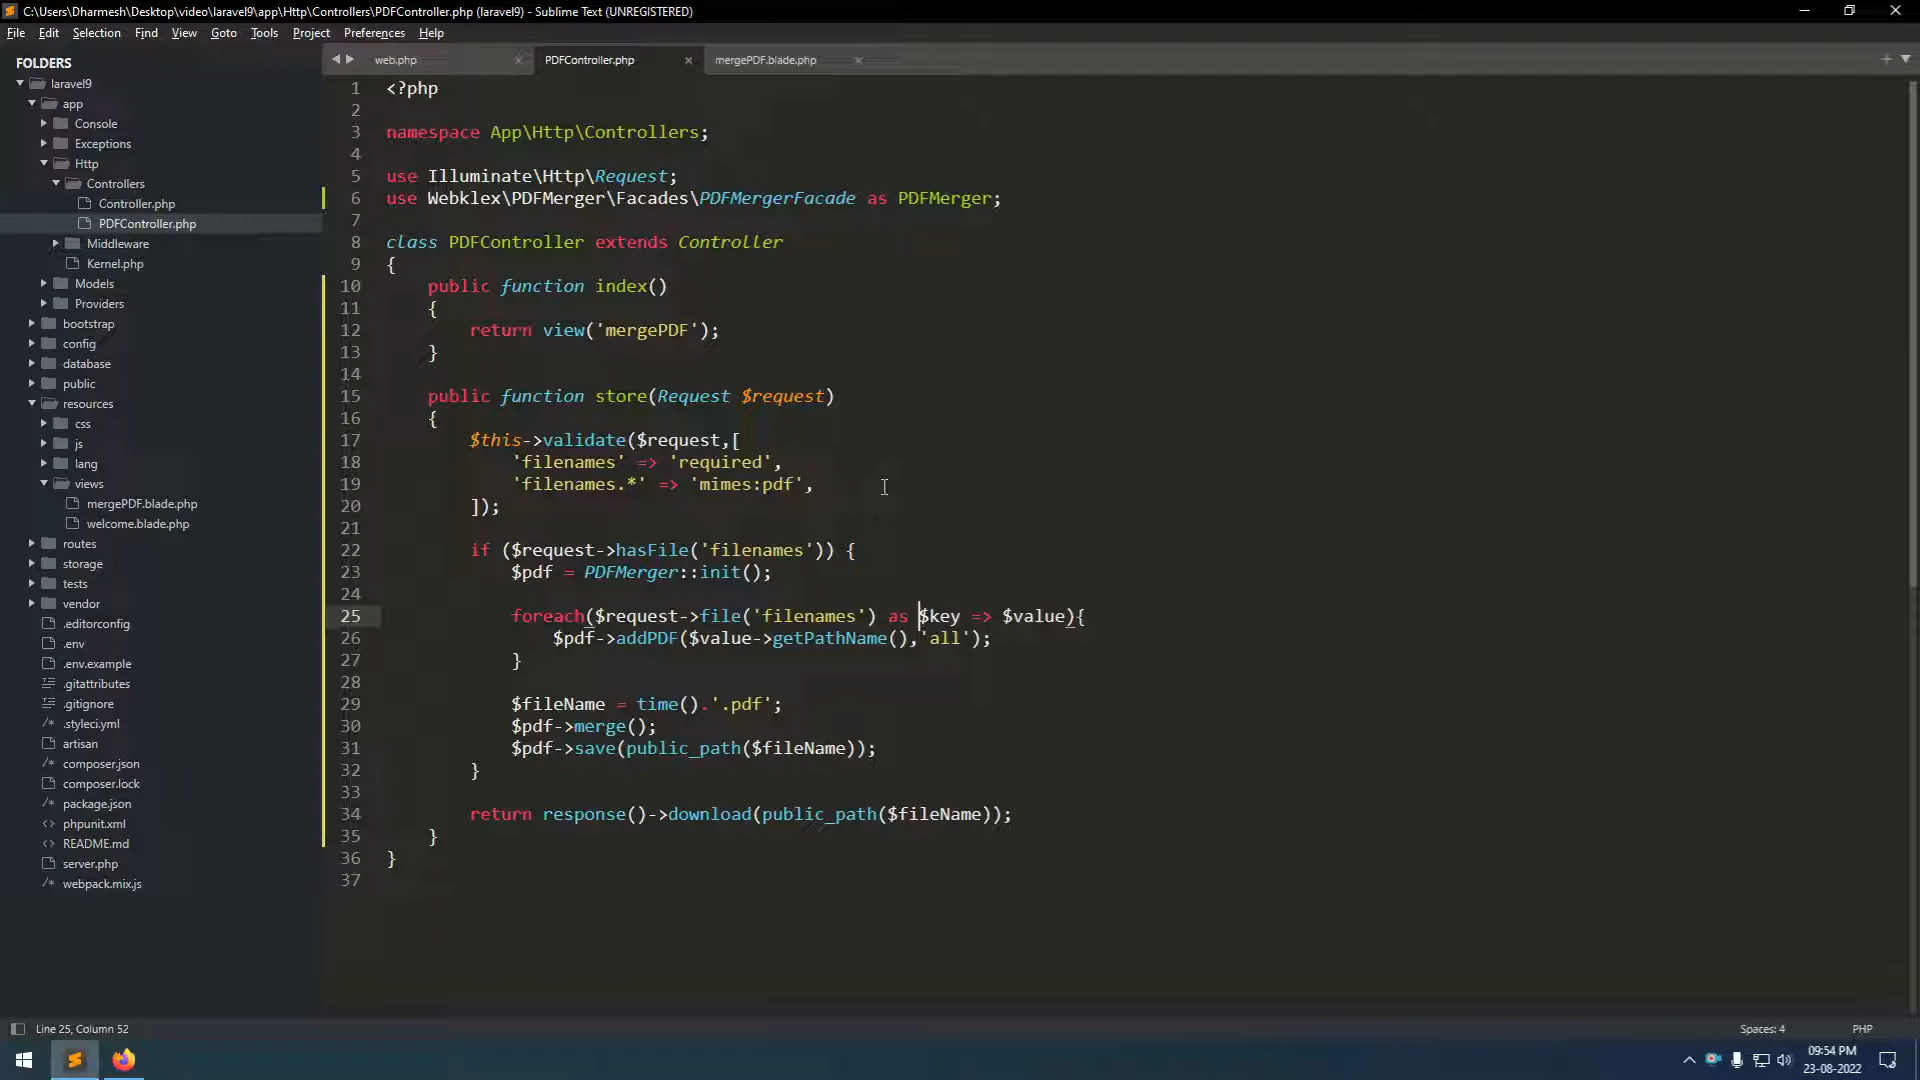 C:\Users\Dharmesh\Desktop\video\laravel9\app\Http\Controllers\PDFController.php (laravel9) - Sublime Text (UNREGISTERED)
File Edit Selection Find View Goto Tools Project Preferences Help
FOLDERS
laravel9
app
Console
Exceptions
Http
Controllers
Controller.php
PDFController.php
Middleware
Kernel.php
Models
Providers
bootstrap
config
database
public
resources
css
js
lang
views
mergePDF.blade.php
welcome.blade.php
routes
storage
tests
vendor
.editorconfig
.env
.env.example
.gitattributes
.gitignore
.styleci.yml
artisan
composer.json
composer.lock
package.json
phpunit.xml
README.md
server.php
webpack.mix.js
web.php PDFController.php mergePDF.blade.php
1 <?php
2
3 namespace App\Http\Controllers;
4
5 use Illuminate\Http\Request;
6 use Webklex\PDFMerger\Facades\PDFMergerFacade as PDFMerger;
7
8 class PDFController extends Controller
9 {
10     public function index()
11     {
12         return view('mergePDF');
13     }
14
15     public function store(Request $request)
16     {
17         $this->validate($request,[
18             'filenames' => 'required',
19             'filenames.*' => 'mimes:pdf',
20         ]);
21
22         if ($request->hasFile('filenames')) {
23             $pdf = PDFMerger::init();
24
25             foreach($request->file('filenames') as $key => $value){
26                 $pdf->addPDF($value->getPathName(),'all');
27             }
28
29             $fileName = time().'.pdf';
30             $pdf->merge();
31             $pdf->save(public_path($fileName));
32         }
33
34         return response()->download(public_path($fileName));
35     }
36 }
37
Line 25, Column 52
Spaces: 4 PHP
09:54 PM
23-08-2022